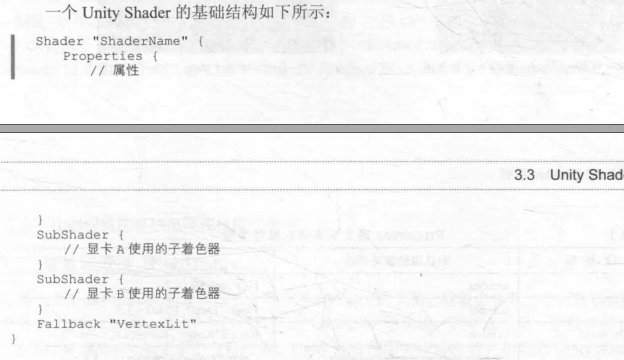 一个 Unity Shader 的基础结构如下所示：
Shader "ShaderName" {
Properties {
// 属性
3.3 Unity Shad
}
SubShader {
// 显卡 A 使用的子着色器
}
SubShader {
// 显卡 B 使用的子着色器
}
Fallback "VertexLit"
}